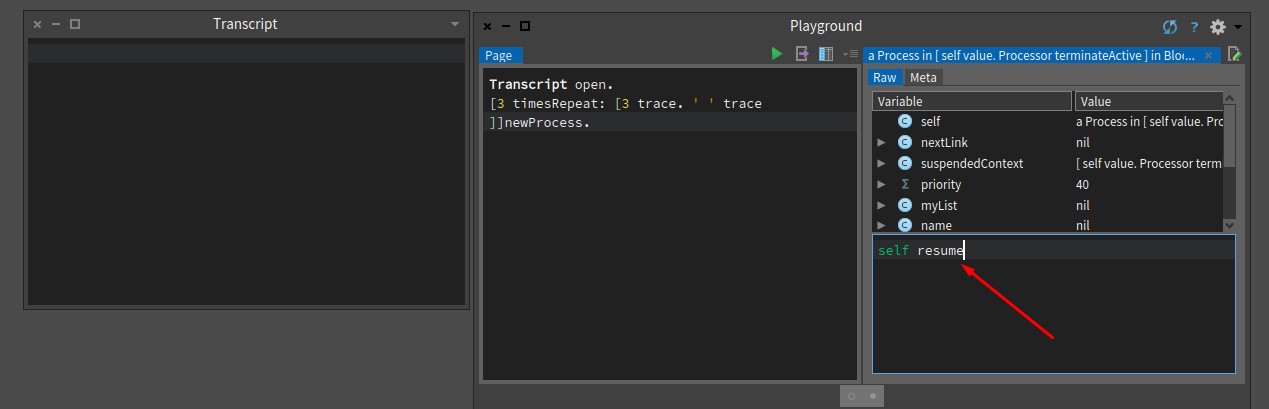 Transcript
Playground
?
Page
Transcript open.
[3 timesRepeat: [3 trace. ' ' trace
]]newProcess.
a Process in [ self value. Processor terminateActive ] in Bloc...
Raw Meta
Variable Value
C self a Process in [ self value. Pro
C nextLink nil
C suspendedContext [ self value. Processor term
Σ priority 40
C myList nil
C name nil
self resume